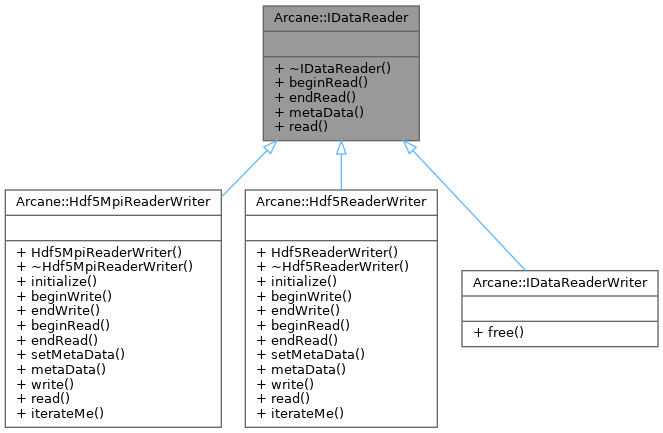 Arcane::IDataReader
+ ~IDataReader()
+ beginRead()
+ endRead()
+ metaData()
+ read()
Arcane::Hdf5MpiReaderWriter
+ Hdf5MpiReaderWriter()
+ ~Hdf5MpiReaderWriter()
+ initialize()
+ beginWrite()
+ endWrite()
+ beginRead()
+ endRead()
+ setMetaData()
+ metaData()
+ write()
+ read()
+ iterateMe()
Arcane::Hdf5ReaderWriter
+ Hdf5ReaderWriter()
+ ~Hdf5ReaderWriter()
+ initialize()
+ beginWrite()
+ endWrite()
+ beginRead()
+ endRead()
+ setMetaData()
+ metaData()
+ write()
+ read()
+ iterateMe()
Arcane::IDataReaderWriter
+ free()